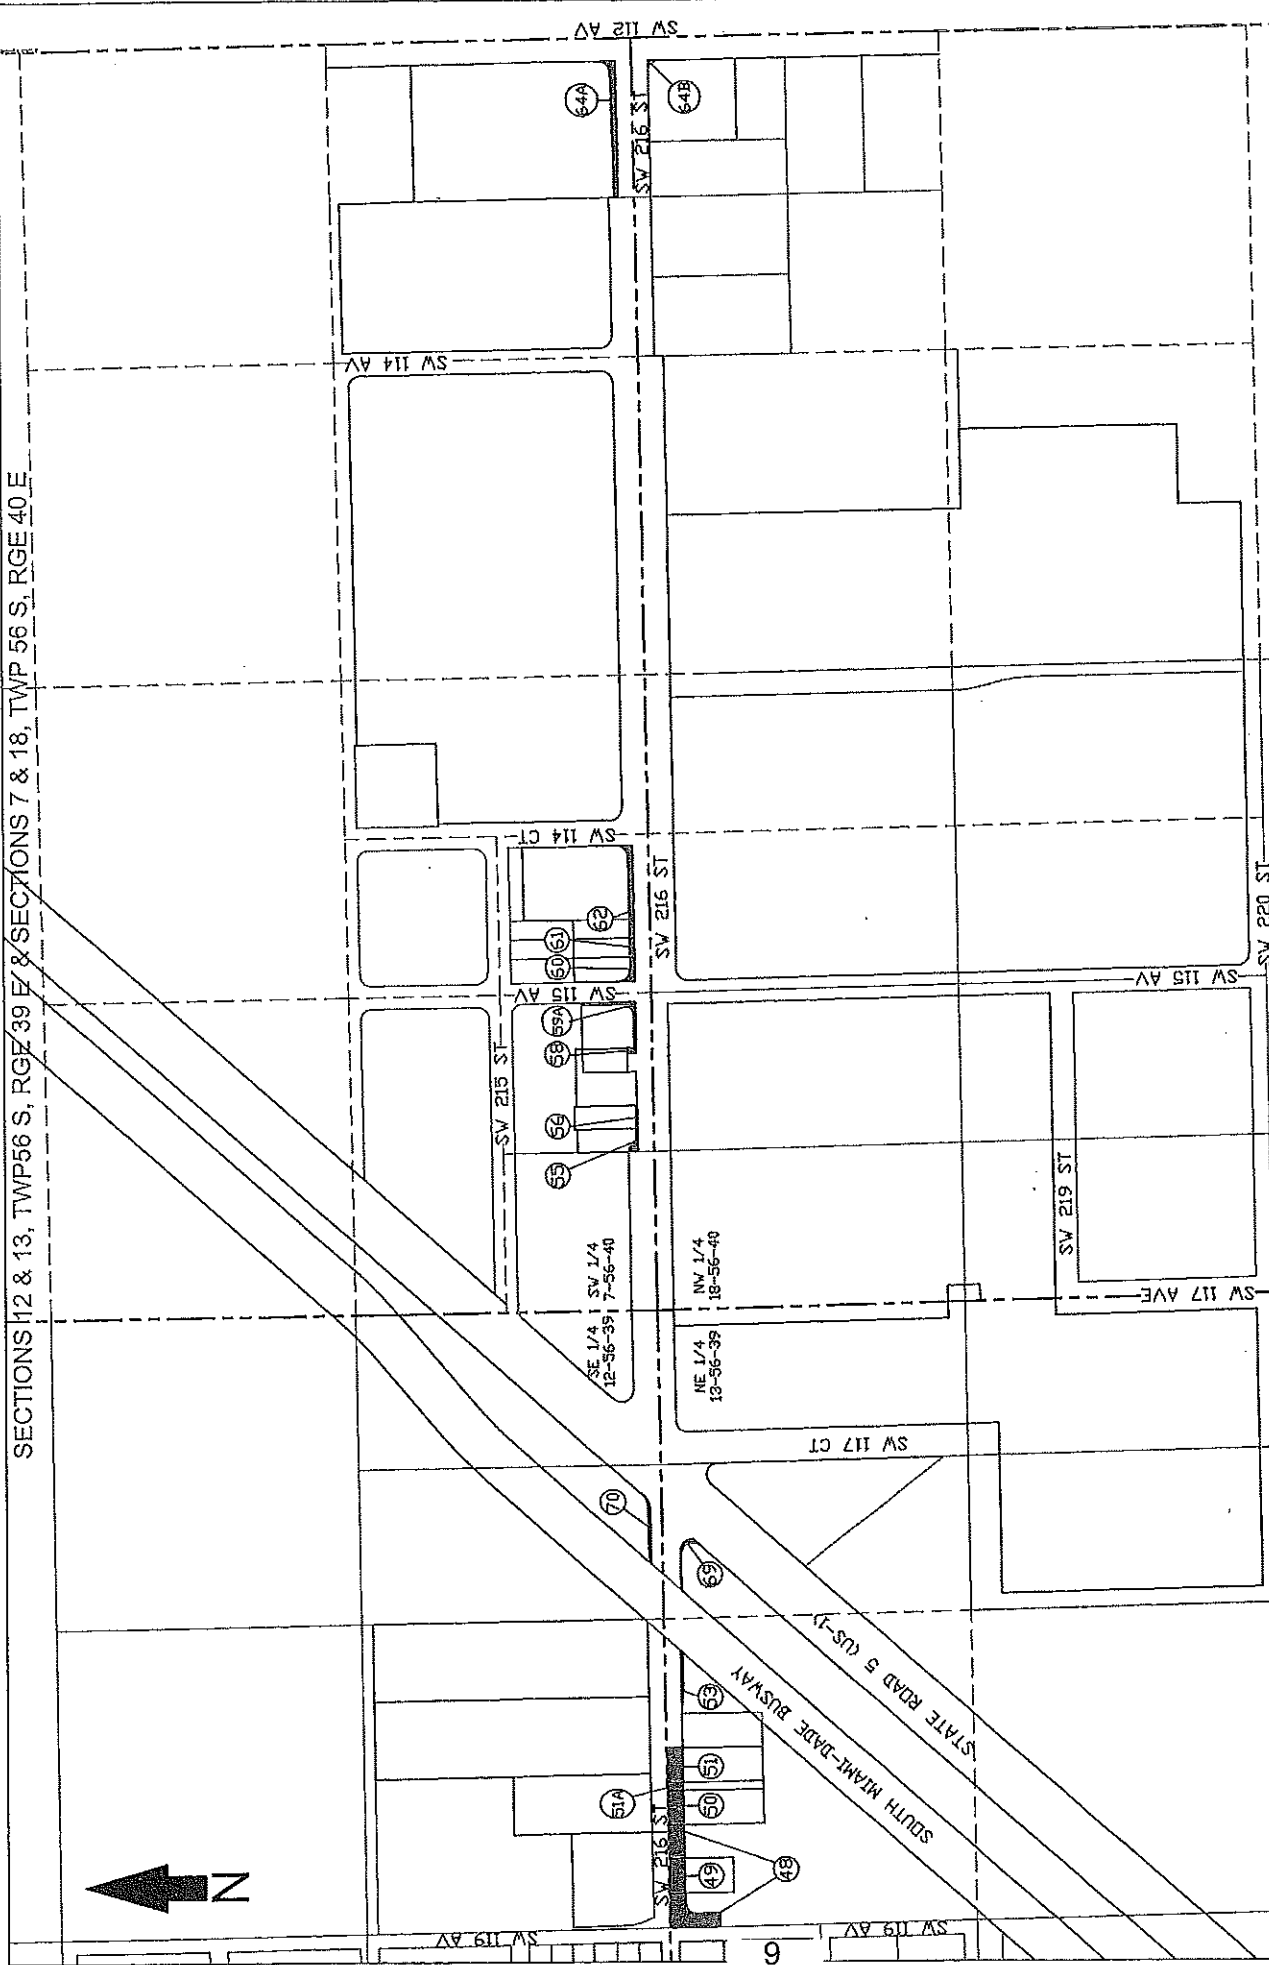 SECTIONS 12 & 13, TWP56 S, RGE 39 E & SECTIONS 7 & 18, TWP 56 S, RGE 40 E
SW 119 AV
N
SW 216 ST
51A
48
49
50
51
53
SW 119 AV
9
SOUTH MIAMI-DADE BUSWAY
STATE ROAD 5 (US-1)
70
69
SW 117 CT
SE 1/4
12-56-39
SW 1/4
7-56-40
NE 1/4
13-56-39
NW 1/4
18-56-40
SW 117 AVE
SW 219 ST
SW 215 ST
55
56
58
59A
SW 115 AV
SW 115 AV
60
61
62
SW 216 ST
SW 220 ST
SW 114 CT
SW 114 AV
64A
SW 216 ST
64B
SW 112 AV